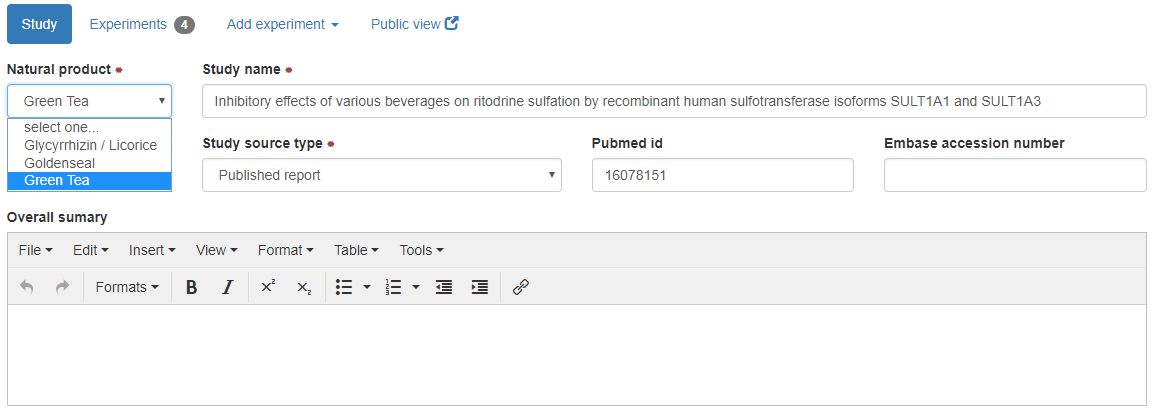 Study Experiments 4 Add experiment Public view
Natural product * Study name *
Green Tea Inhibitory effects of various beverages on ritodrine sulfation by recombinant human sulfotransferase isoforms SULT1A1 and SULT1A3
select one...
Glycyrrhizin / Licorice
Goldenseal
Green Tea
Study source type * Pubmed id Embase accession number
Published report 16078151
Overall sumary
File Edit Insert View Format Table Tools
Formats B I x² x₂